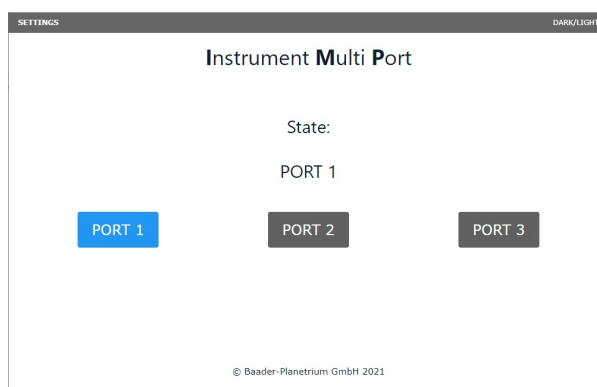 SETTINGS DARK/LIGHT
Instrument Multi Port
State:
PORT 1
PORT 1 PORT 2 PORT 3
© Baader-Planetrium GmbH 2021